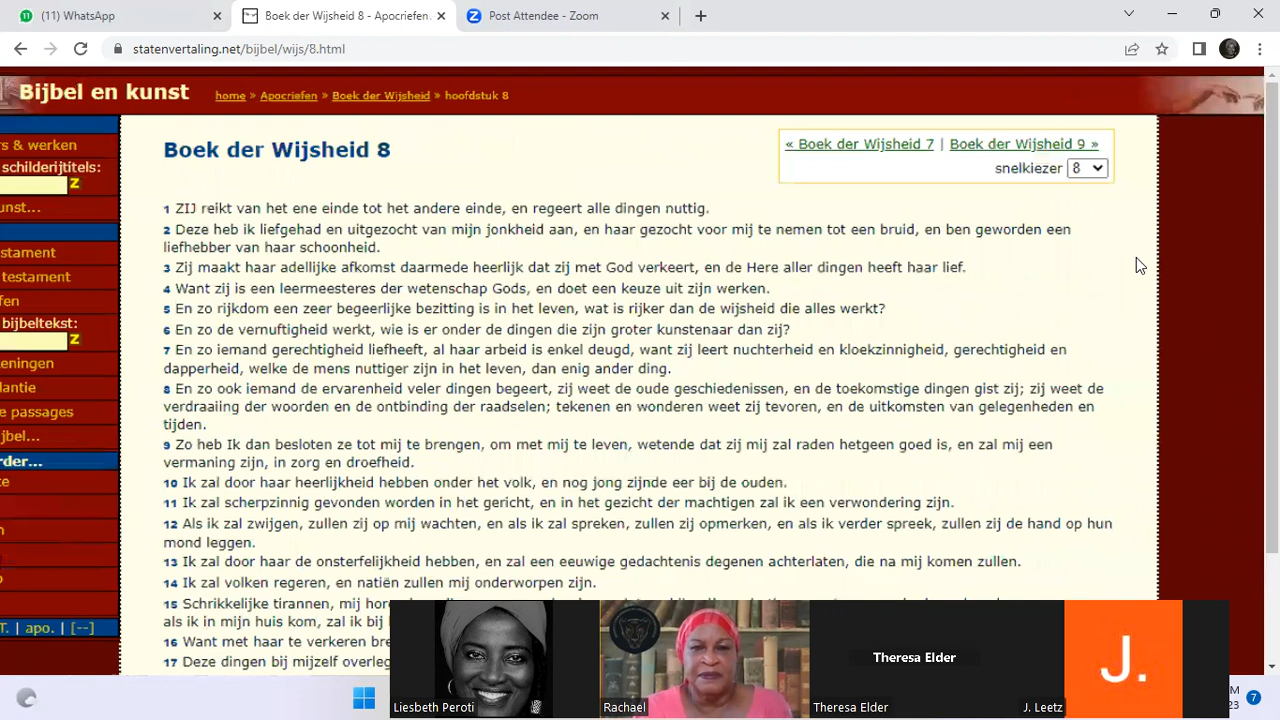 (11) WhatsApp
Boek der Wijsheid 8 - Apocriefen
Post Attendee - Zoom
statenvertaling.net/bijbel/wijs/8.html
Bijbel en kunst
home » Apocriefen » Boek der Wijsheid » hoofdstuk 8
s & werken
schilderijtitels:
Z
unst...
stament
testament
fen
bijbeltekst:
Z
eningen
lantie
e passages
jbel...
rder...
T. | apo. | [--]
Boek der Wijsheid 8
« Boek der Wijsheid 7 | Boek der Wijsheid 9 »
snelkiezer 8
1 ZIJ reikt van het ene einde tot het andere einde, en regeert alle dingen nuttig.
2 Deze heb ik liefgehad en uitgezocht van mijn jonkheid aan, en haar gezocht voor mij te nemen tot een bruid, en ben geworden een
liefhebber van haar schoonheid.
3 Zij maakt haar adellijke afkomst daarmede heerlijk dat zij met God verkeert, en de Here aller dingen heeft haar lief.
4 Want zij is een leermeesteres der wetenschap Gods, en doet een keuze uit zijn werken.
5 En zo rijkdom een zeer begeerlijke bezitting is in het leven, wat is rijker dan de wijsheid die alles werkt?
6 En zo de vernuftigheid werkt, wie is er onder de dingen die zijn groter kunstenaar dan zij?
7 En zo iemand gerechtigheid liefheeft, al haar arbeid is enkel deugd, want zij leert nuchterheid en kloekzinnigheid, gerechtigheid en
dapperheid, welke de mens nuttiger zijn in het leven, dan enig ander ding.
8 En zo ook iemand de ervarenheid veler dingen begeert, zij weet de oude geschiedenissen, en de toekomstige dingen gist zij; zij weet de
verdraaiing der woorden en de ontbinding der raadselen; tekenen en wonderen weet zij tevoren, en de uitkomsten van gelegenheden en
tijden.
9 Zo heb Ik dan besloten ze tot mij te brengen, om met mij te leven, wetende dat zij mij zal raden hetgeen goed is, en zal mij een
vermaning zijn, in zorg en droefheid.
10 Ik zal door haar heerlijkheid hebben onder het volk, en nog jong zijnde eer bij de ouden.
11 Ik zal scherpzinnig gevonden worden in het gericht, en in het gezicht der machtigen zal ik een verwondering zijn.
12 Als ik zal zwijgen, zullen zij op mij wachten, en als ik zal spreken, zullen zij opmerken, en als ik verder spreek, zullen zij de hand op hun
mond leggen.
13 Ik zal door haar de onsterfelijkheid hebben, en zal een eeuwige gedachtenis degenen achterlaten, die na mij komen zullen.
14 Ik zal volken regeren, en natiën zullen mij onderworpen zijn.
15 Schrikkelijke tirannen, mij hore
als ik in mijn huis kom, zal ik bij
16 Want met haar te verkeren bre
17 Deze dingen bij mijzelf overleg
Theresa Elder
J.
Liesbeth Peroti
Rachael
Theresa Elder
J. Leetz
23
7